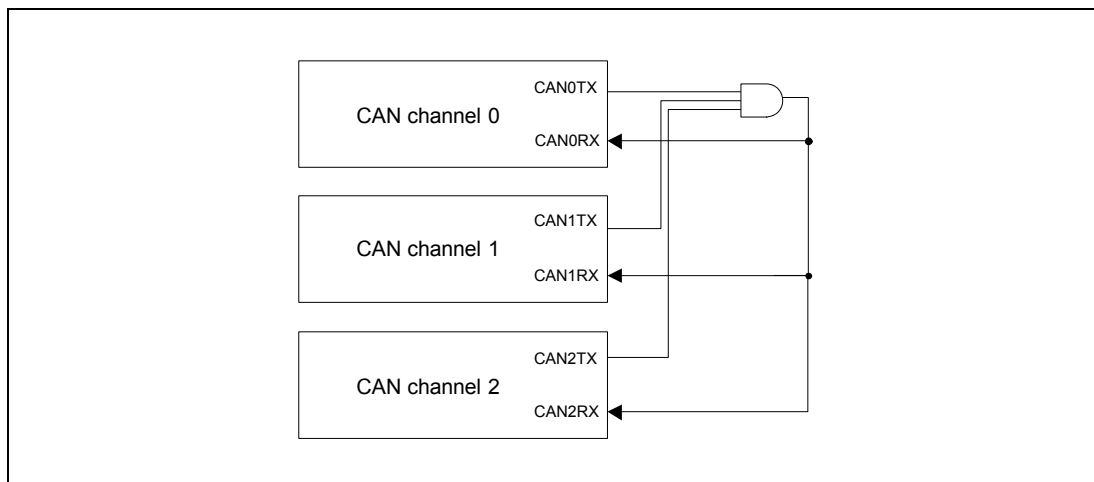 CAN channel 0
CAN0TX
CAN0RX
CAN channel 1
CAN1TX
CAN1RX
CAN channel 2
CAN2TX
CAN2RX